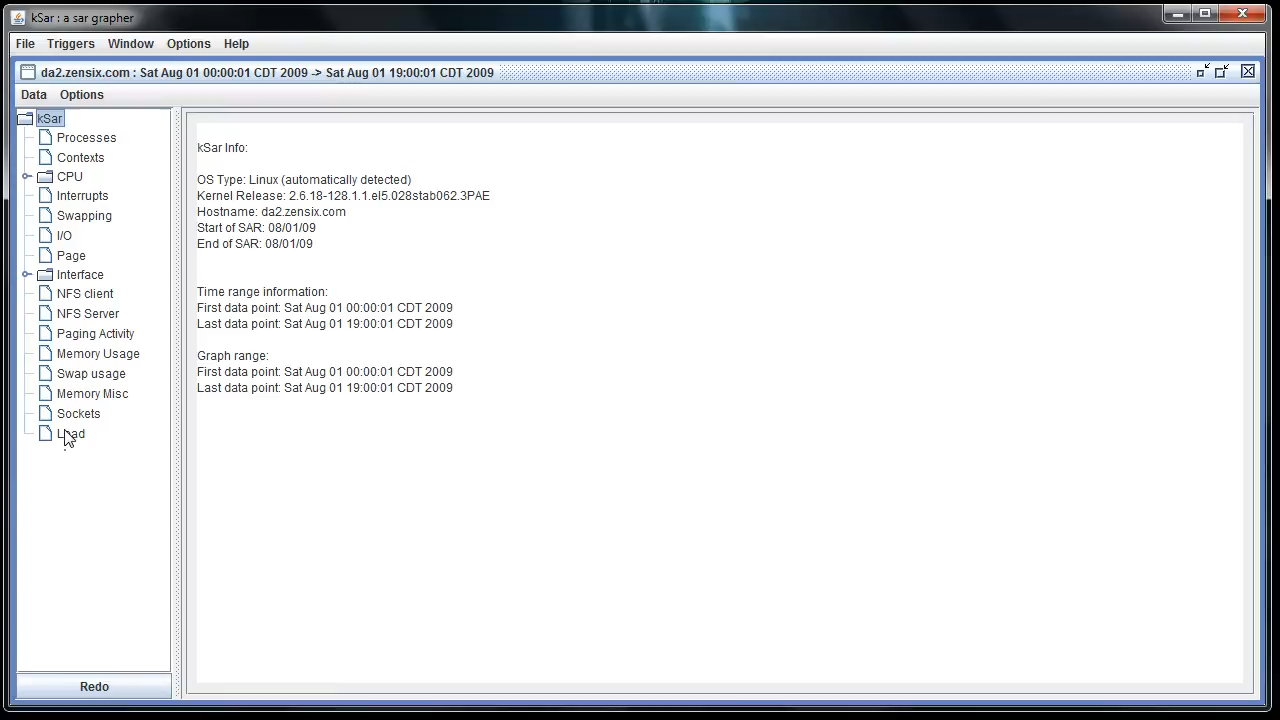 kSar : a sar grapher
File Triggers Window Options Help
da2.zensix.com : Sat Aug 01 00:00:01 CDT 2009 -> Sat Aug 01 19:00:01 CDT 2009
Data Options
kSar
Processes
Contexts
CPU
Interrupts
Swapping
I/O
Page
Interface
NFS client
NFS Server
Paging Activity
Memory Usage
Swap usage
Memory Misc
Sockets
Load
Redo
kSar Info:
OS Type: Linux (automatically detected)
Kernel Release: 2.6.18-128.1.1.el5.028stab062.3PAE
Hostname: da2.zensix.com
Start of SAR: 08/01/09
End of SAR: 08/01/09
Time range information:
First data point: Sat Aug 01 00:00:01 CDT 2009
Last data point: Sat Aug 01 19:00:01 CDT 2009
Graph range:
First data point: Sat Aug 01 00:00:01 CDT 2009
Last data point: Sat Aug 01 19:00:01 CDT 2009